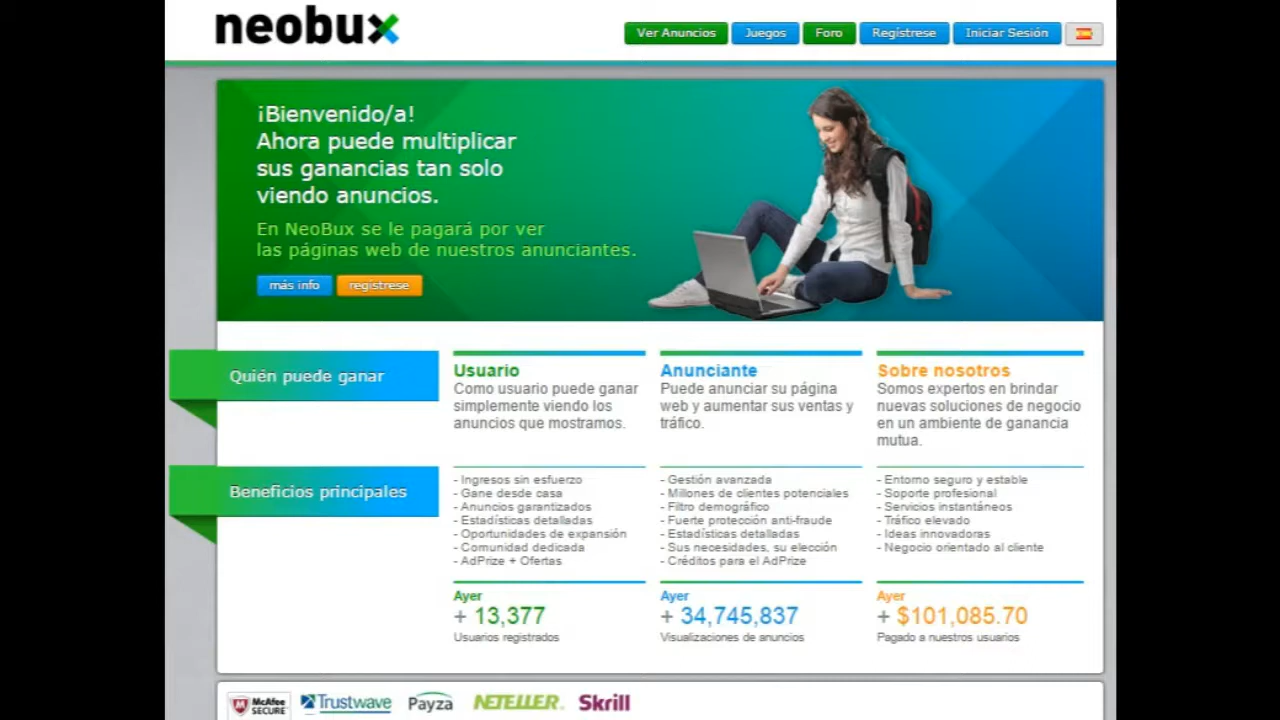 neobux
Ver Anuncios
Juegos
Foro
Regístrese
Iniciar Sesión
¡Bienvenido/a!
Ahora puede multiplicar
sus ganancias tan solo
viendo anuncios.
En NeoBux se le pagará por ver
las páginas web de nuestros anunciantes.
más info
regístrese
Quién puede ganar
Usuario
Como usuario puede ganar
simplemente viendo los
anuncios que mostramos.
Anunciante
Puede anunciar su página
web y aumentar sus ventas y
tráfico.
Sobre nosotros
Somos expertos en brindar
nuevas soluciones de negocio
en un ambiente de ganancia
mutua.
Beneficios principales
- Ingresos sin esfuerzo
- Gane desde casa
- Anuncios garantizados
- Estadísticas detalladas
- Oportunidades de expansión
- Comunidad dedicada
- AdPrize + Ofertas
- Gestión avanzada
- Millones de clientes potenciales
- Filtro demográfico
- Fuerte protección anti-fraude
- Estadísticas detalladas
- Sus necesidades, su elección
- Créditos para el AdPrize
- Entorno seguro y estable
- Soporte profesional
- Servicios instantáneos
- Tráfico elevado
- Ideas innovadoras
- Negocio orientado al cliente
Ayer
+ 13,377
Usuarios registrados
Ayer
+ 34,745,837
Visualizaciones de anuncios
Ayer
+ $101,085.70
Pagado a nuestros usuarios
McAfee
SECURE
Trustwave
Payza
NETELLER
Skrill